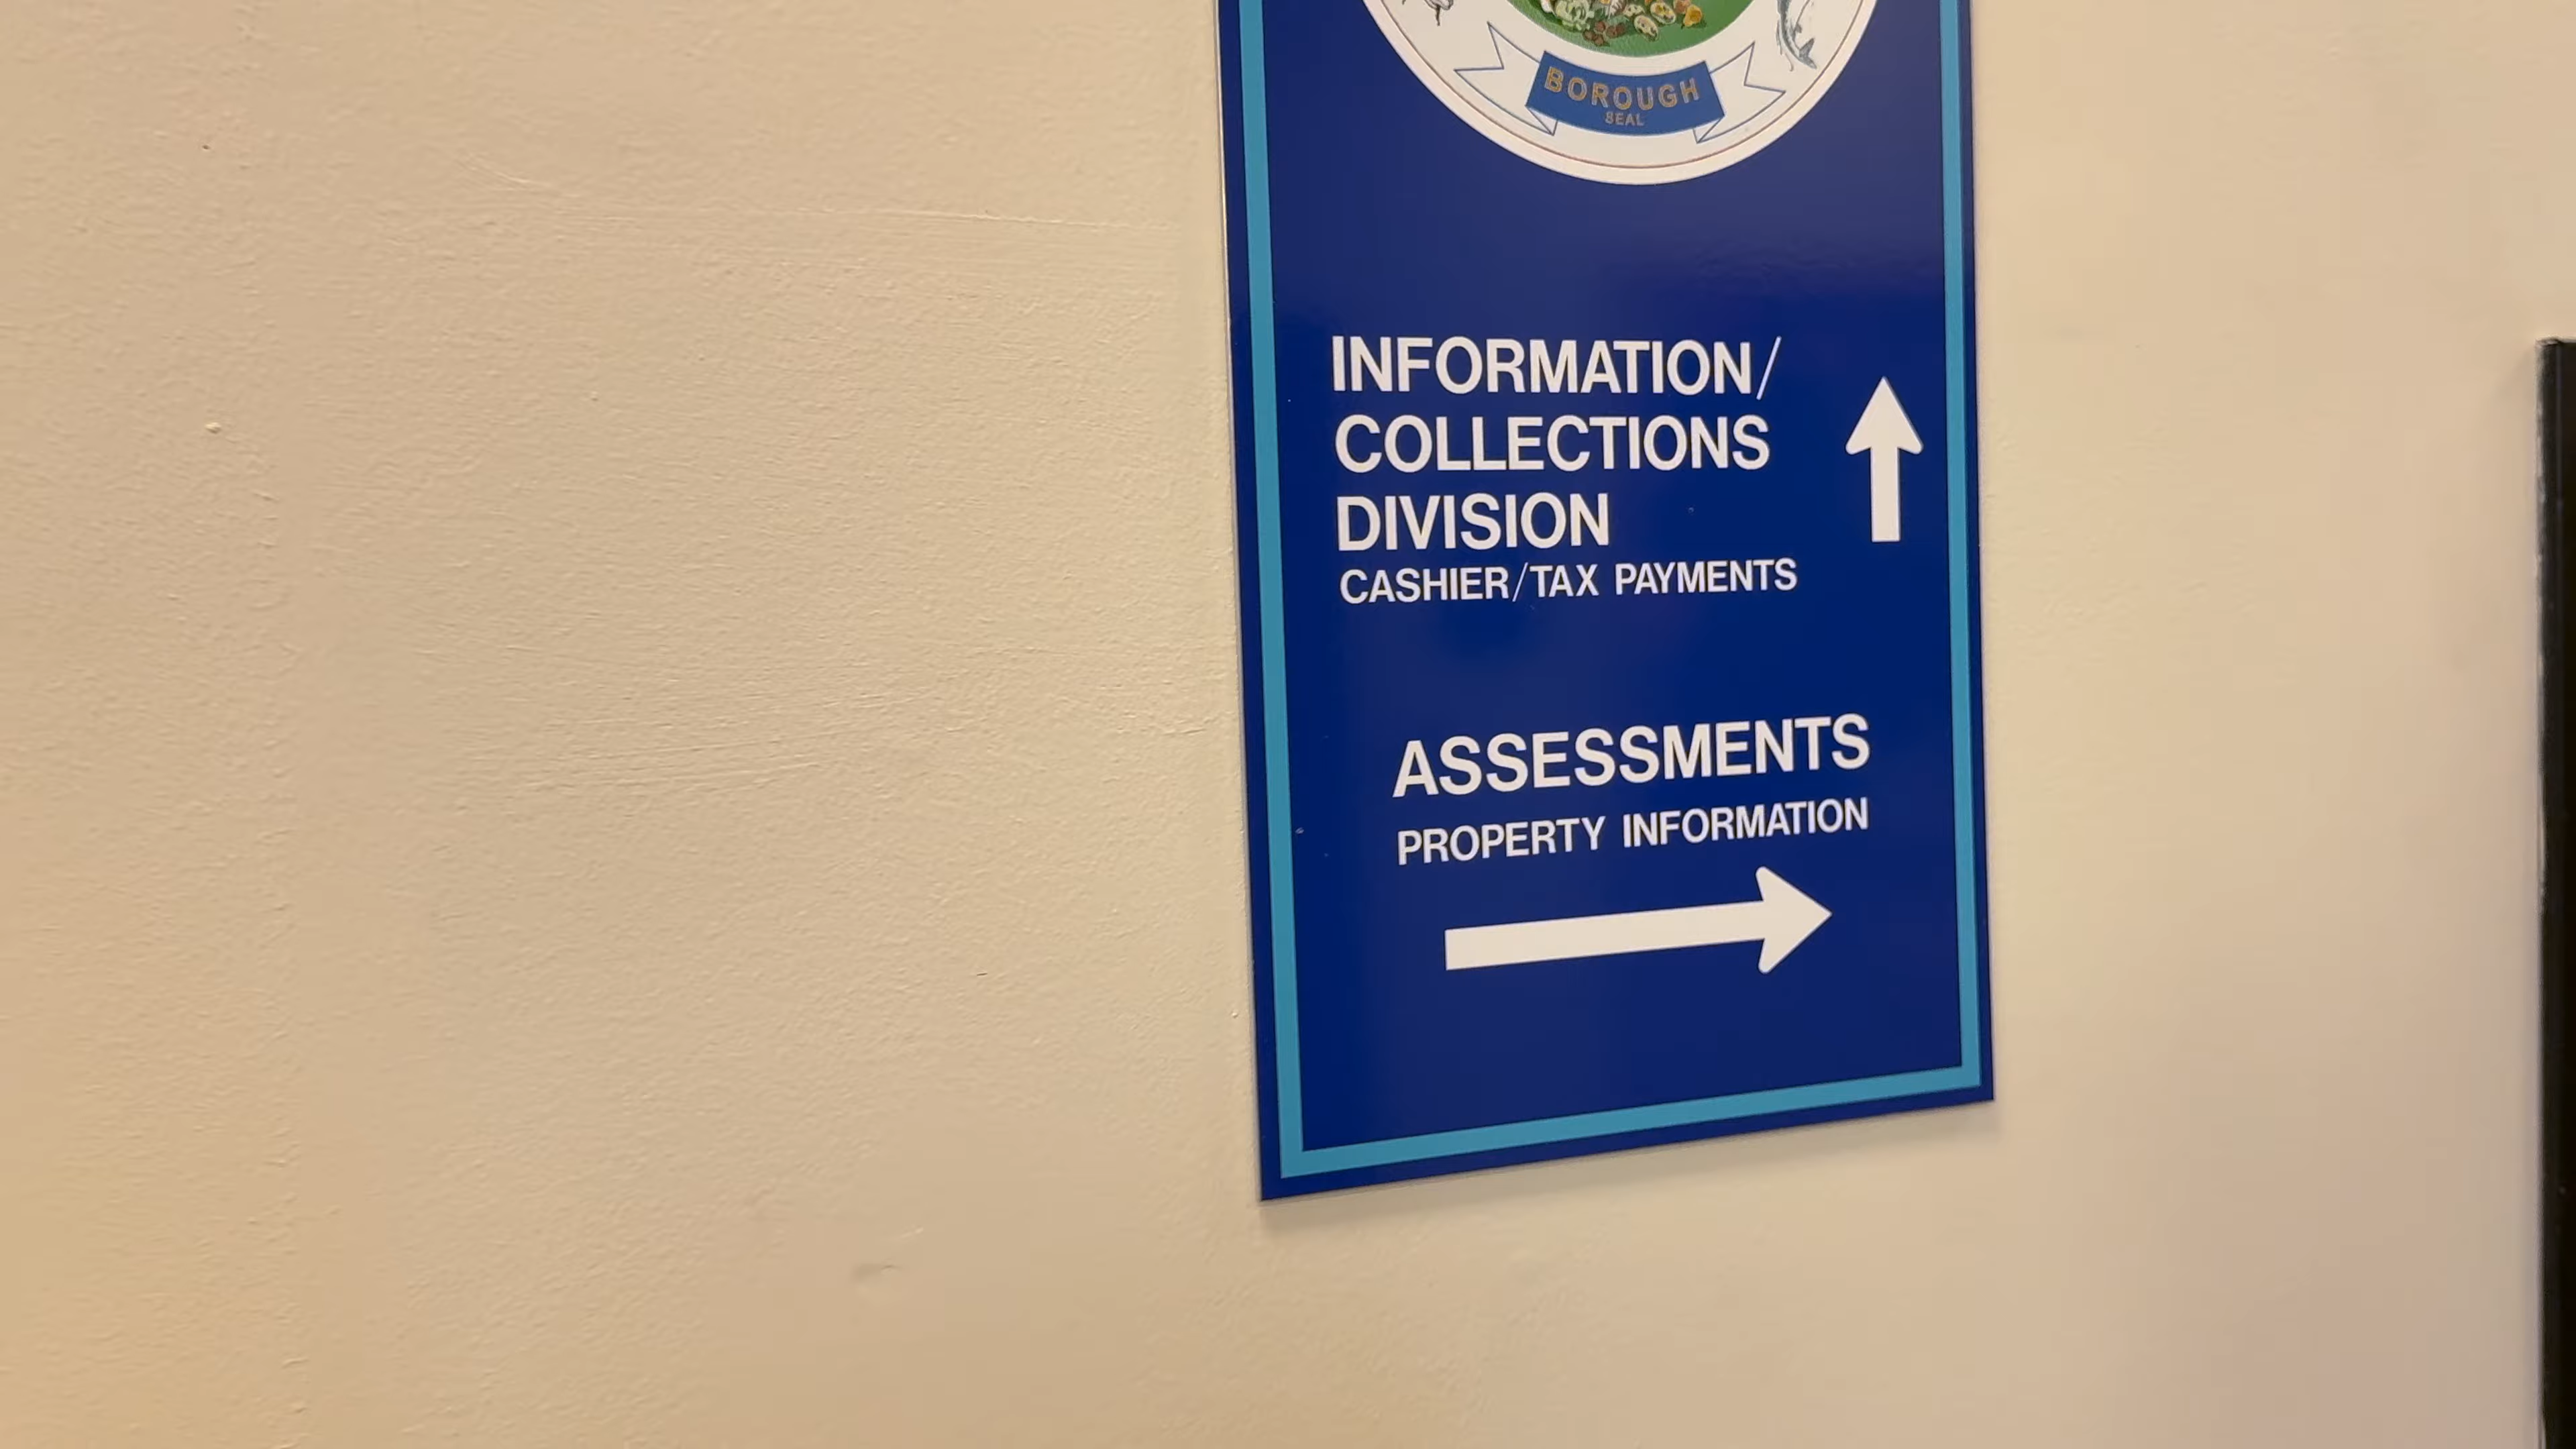 BOROUGH
SEAL
INFORMATION/
COLLECTIONS
DIVISION
CASHIER/TAX PAYMENTS
ASSESSMENTS
PROPERTY INFORMATION